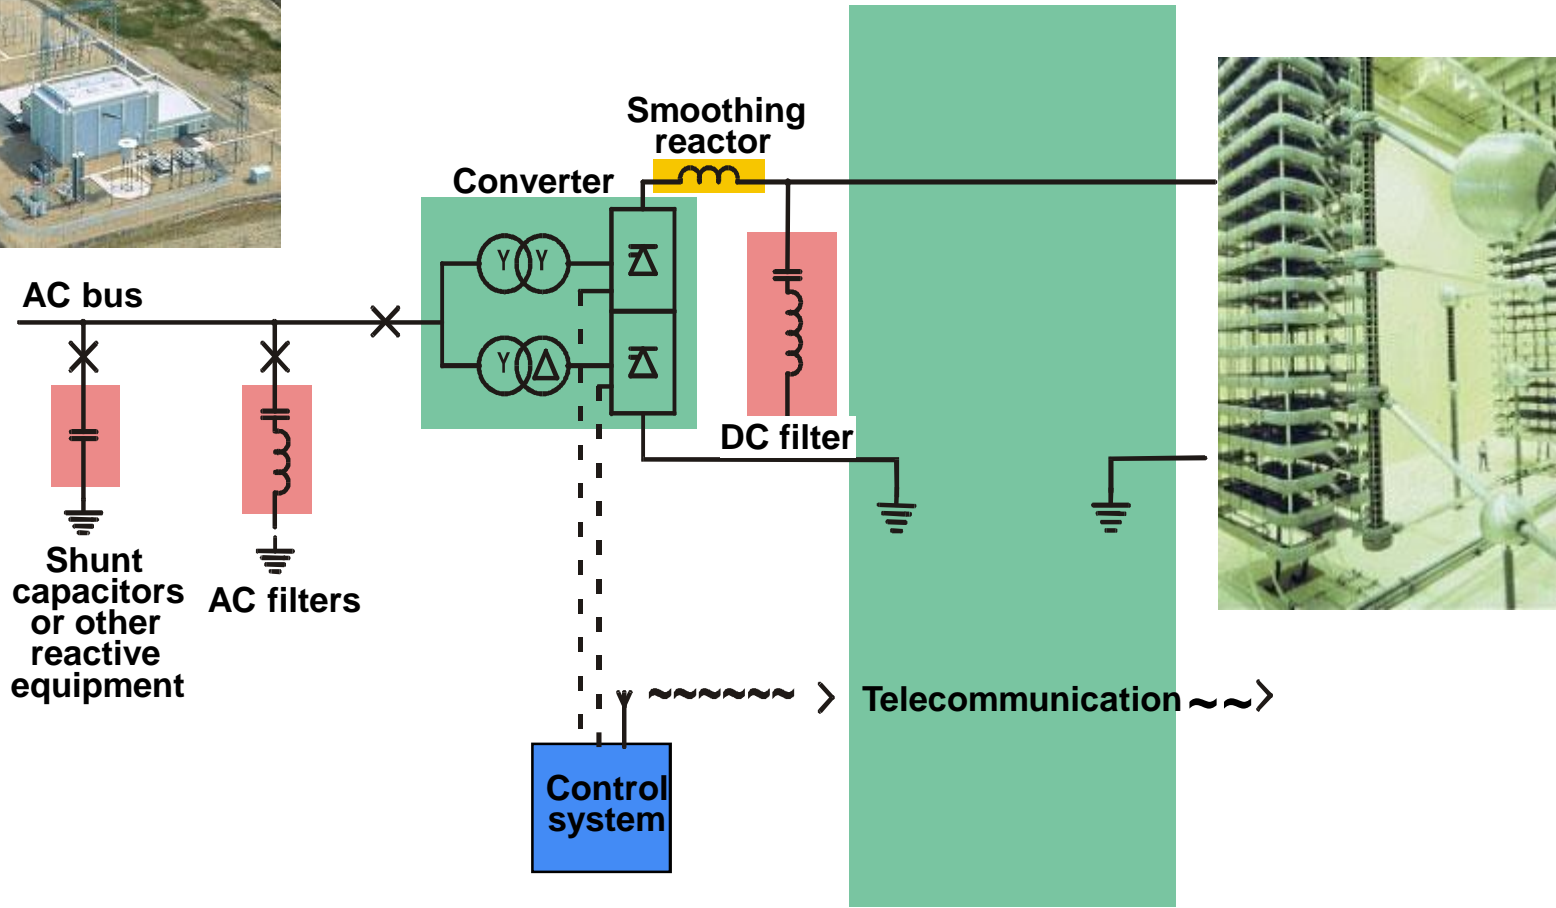 Smoothing
reactor
Converter
AC bus
Y Y
Y Δ
DC filter
Shunt
capacitors
or other
reactive
equipment
AC filters
Telecommunication
Control
system